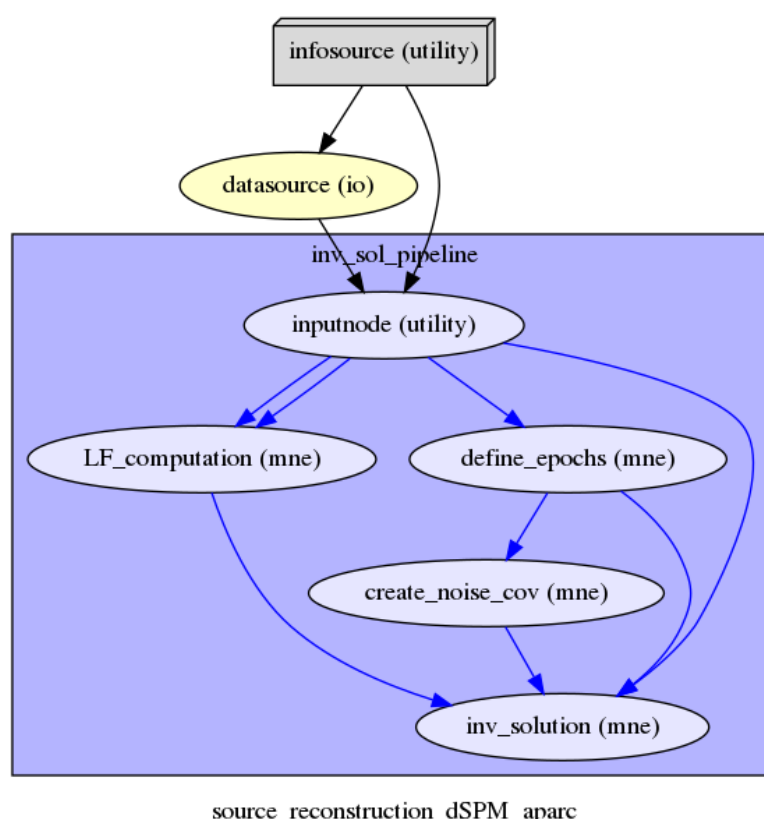 infosource (utility)
datasource (io)
inv_sol_pipeline
inputnode (utility)
LF_computation (mne)
define_epochs (mne)
create_noise_cov (mne)
inv_solution (mne)
source_reconstruction_dSPM_aparc